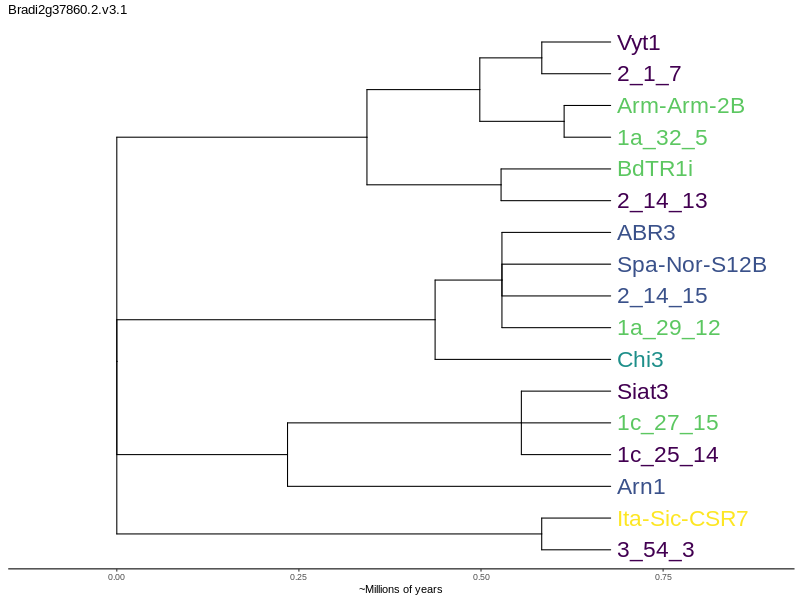 Bradi2g37860.2.v3.1
Vyt1
2_1_7
Arm-Arm-2B
1a_32_5
BdTR1i
2_14_13
ABR3
Spa-Nor-S12B
2_14_15
1a_29_12
Chi3
Siat3
1c_27_15
1c_25_14
Arn1
Ita-Sic-CSR7
3_54_3
0.00 0.25 0.50 0.75
~Millions of years